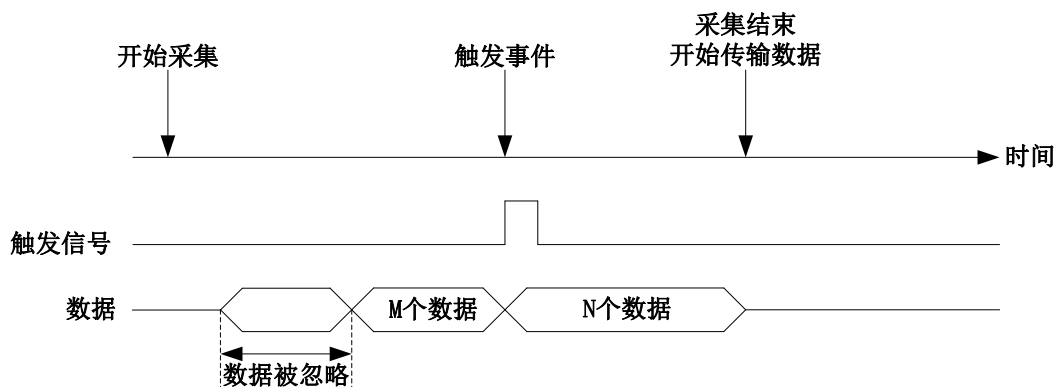 开始采集
触发事件
采集结束
开始传输数据
时间
触发信号
数据
M个数据
N个数据
数据被忽略